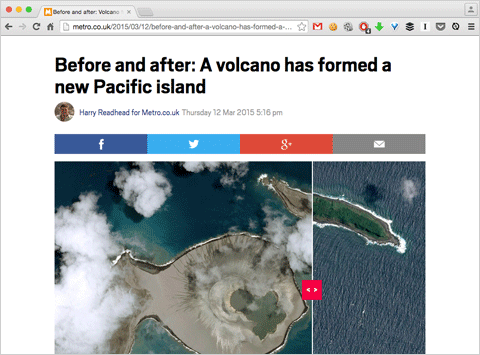 Before and after: A volcano has formed a
new Pacific island
Harry Readhead for Metro.co.uk Thursday 12 Mar 2015 5:16 pm
metro.co.uk/2015/03/12/before-and-after-a-volcano-has-formed-a-...
Before and after: Volcano